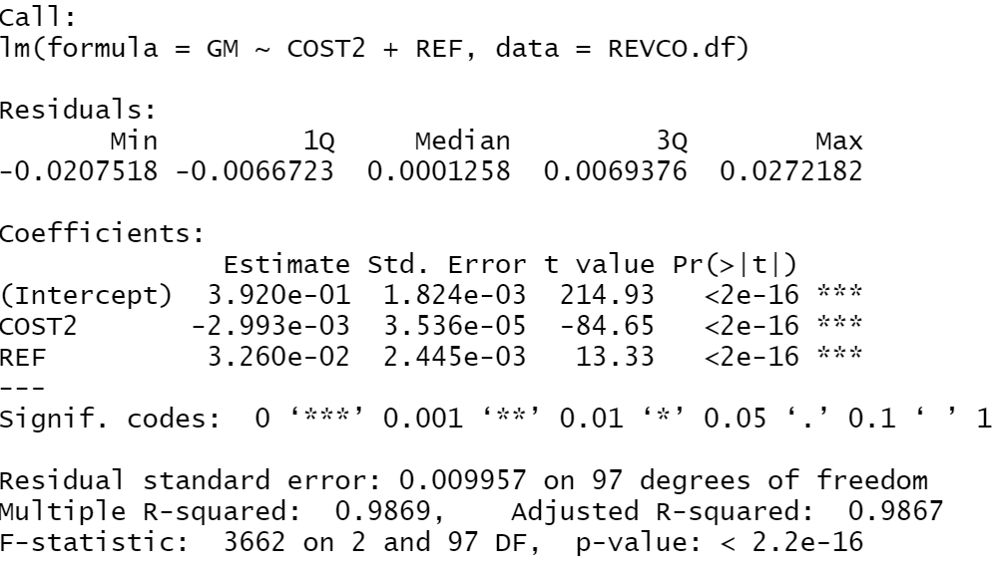 Call:
lm(formula = GM ~ COST2 + REF, data = REVCO.df)
Residuals:
Min 1Q Median 3Q Max
-0.0207518 -0.0066723 0.0001258 0.0069376 0.0272182
Coefficients:
Estimate Std. Error t value Pr(>|t|)
(Intercept) 3.920e-01 1.824e-03 214.93 <2e-16 ***
COST2 -2.993e-03 3.536e-05 -84.65 <2e-16 ***
REF 3.260e-02 2.445e-03 13.33 <2e-16 ***
---
Signif. codes: 0 ‘***’ 0.001 ‘**’ 0.01 ‘*’ 0.05 ‘.’ 0.1 ‘ ’ 1
Residual standard error: 0.009957 on 97 degrees of freedom
Multiple R-squared: 0.9869, Adjusted R-squared: 0.9867
F-statistic: 3662 on 2 and 97 DF, p-value: < 2.2e-16